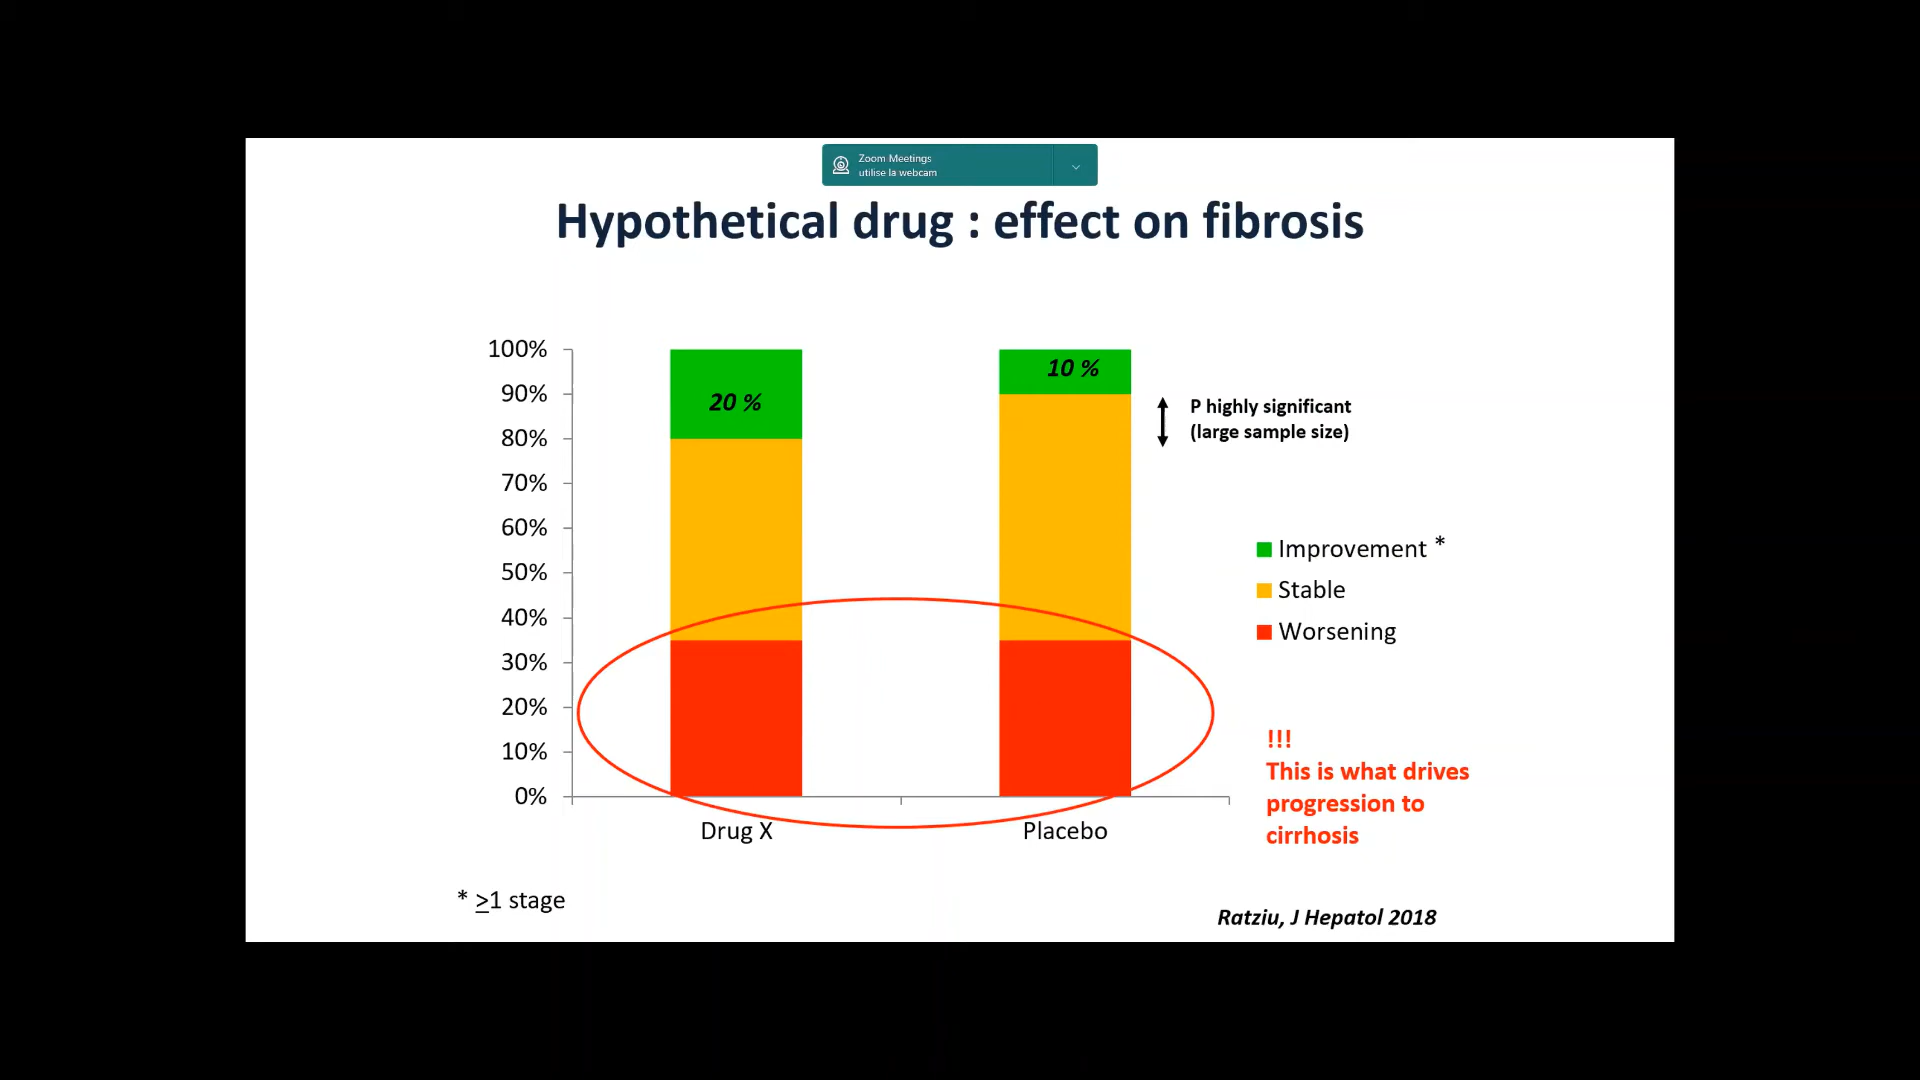 Zoom Meetings
utilise la webcam
Hypothetical drug : effect on fibrosis
100%
90%
80%
70%
60%
50%
40%
30%
20%
10%
0%
20 %
10 %
P highly significant
(large sample size)
Improvement *
Stable
Worsening
!!!
This is what drives
progression to
cirrhosis
Drug X
Placebo
* ≥1 stage
Ratziu, J Hepatol 2018